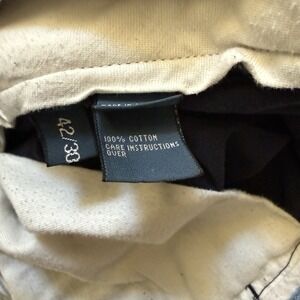 42/30
100% COTTON
CARE INSTRUCTIONS
OVER